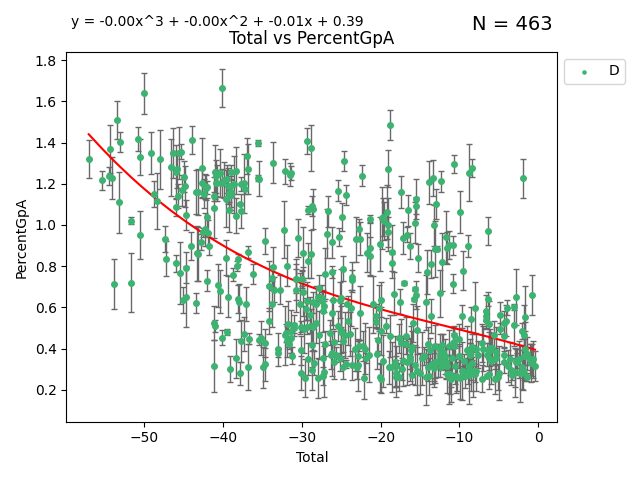 y = -0.00x^3 + -0.00x^2 + -0.01x + 0.39
N = 463
Total vs PercentGpA
D
PercentGpA
1.8
1.6
1.4
1.2
1.0
0.8
0.6
0.4
0.2
−50 −40 −30 −20 −10 0
Total